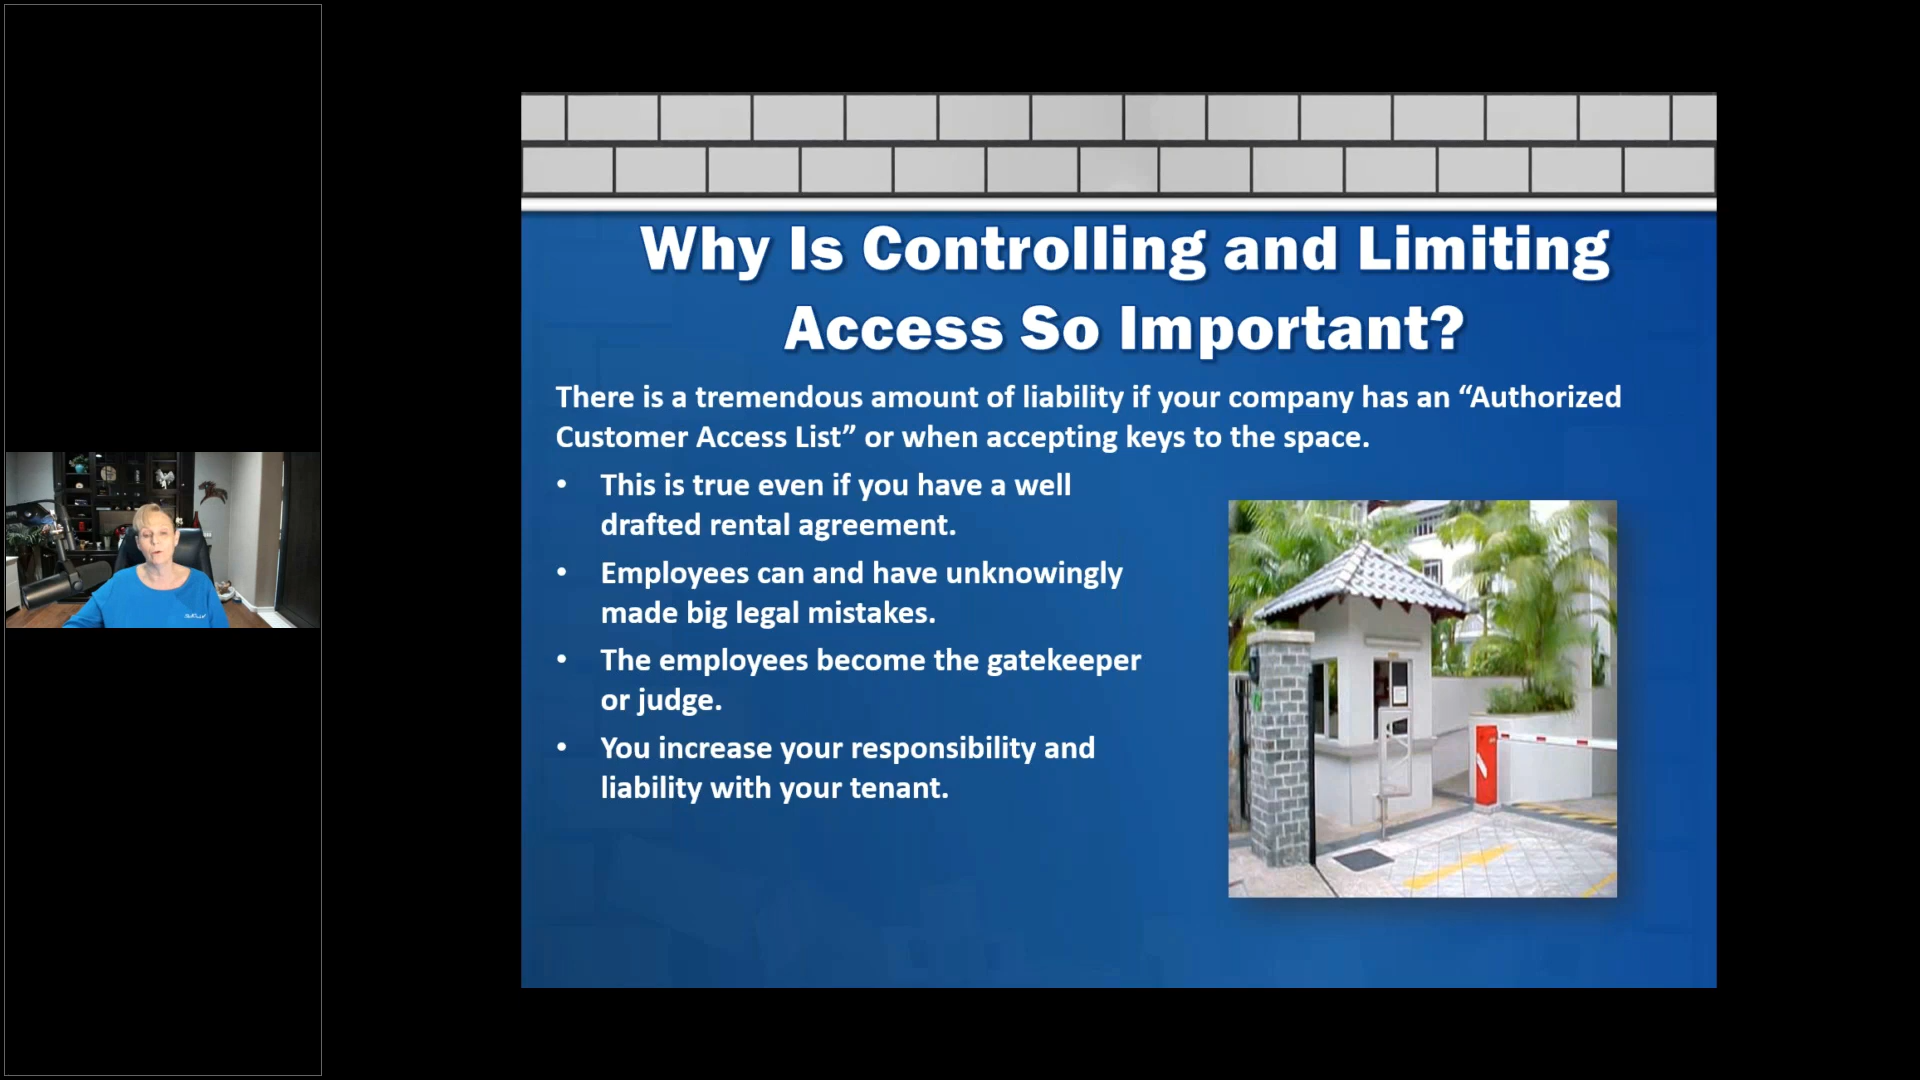 Why Is Controlling and Limiting
Access So Important?
There is a tremendous amount of liability if your company has an “Authorized
Customer Access List” or when accepting keys to the space.
• This is true even if you have a well
drafted rental agreement.
• Employees can and have unknowingly
made big legal mistakes.
• The employees become the gatekeeper
or judge.
• You increase your responsibility and
liability with your tenant.